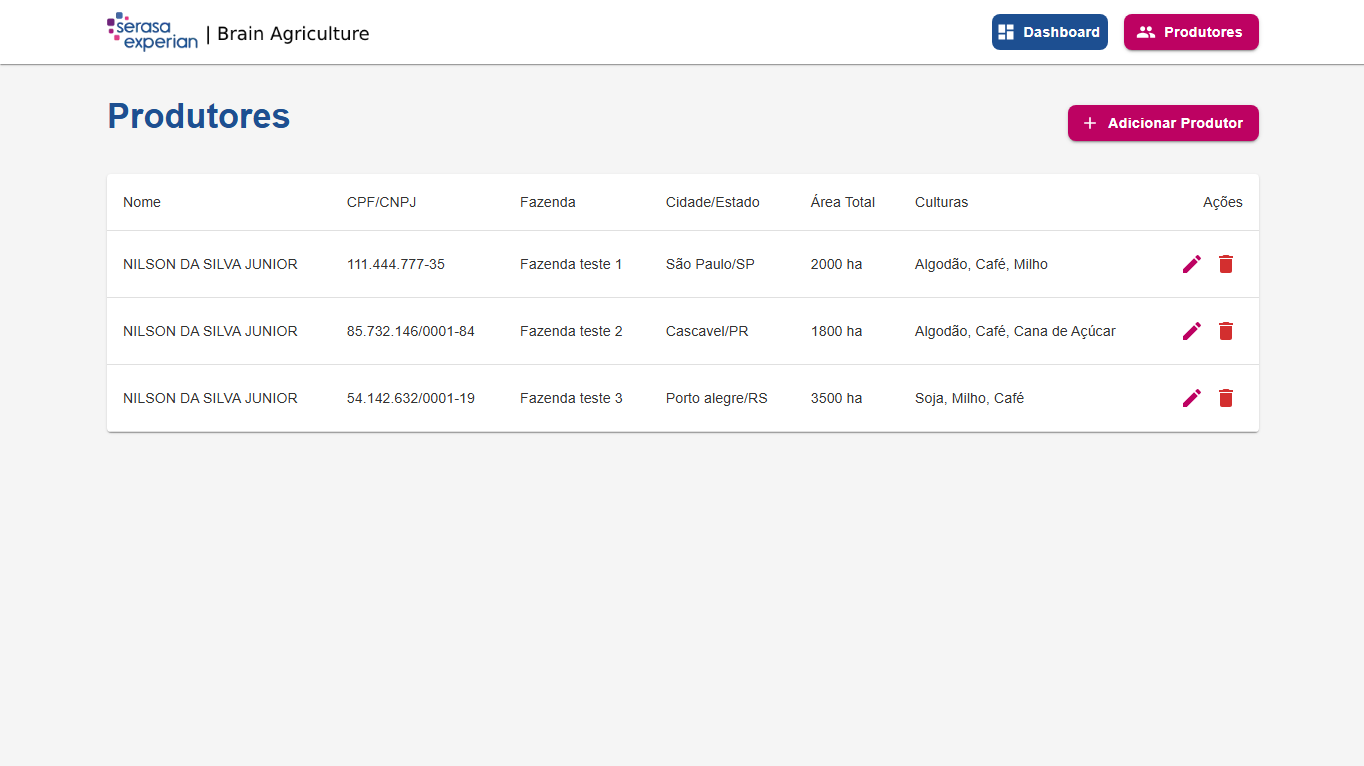 serasa experian | Brain Agriculture Dashboard Produtores
Produtores
Adicionar Produtor
Nome CPF/CNPJ Fazenda Cidade/Estado Área Total Culturas Ações
NILSON DA SILVA JUNIOR 111.444.777-35 Fazenda teste 1 São Paulo/SP 2000 ha Algodão, Café, Milho
NILSON DA SILVA JUNIOR 85.732.146/0001-84 Fazenda teste 2 Cascavel/PR 1800 ha Algodão, Café, Cana de Açúcar
NILSON DA SILVA JUNIOR 54.142.632/0001-19 Fazenda teste 3 Porto alegre/RS 3500 ha Soja, Milho, Café